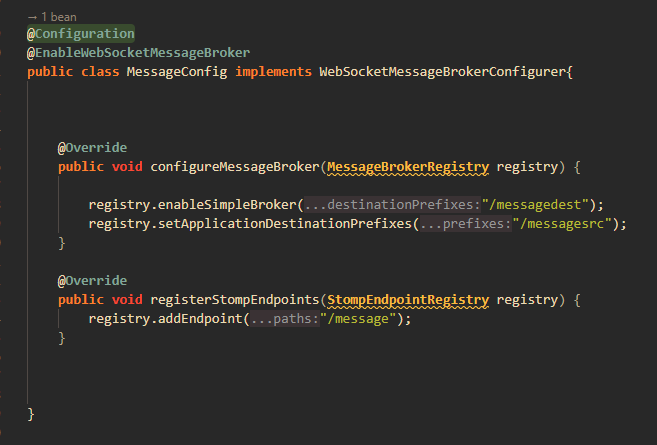 → 1 bean
@Configuration
@EnableWebSocketMessageBroker
public class MessageConfig implements WebSocketMessageBrokerConfigurer{
@Override
public void configureMessageBroker(MessageBrokerRegistry registry) {
registry.enableSimpleBroker(...destinationPrefixes:"/messagedest");
registry.setApplicationDestinationPrefixes(...prefixes:"/messagesrc");
}
@Override
public void registerStompEndpoints(StompEndpointRegistry registry) {
registry.addEndpoint(...paths:"/message");
}
}